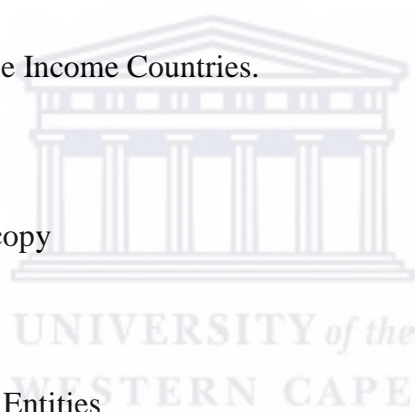 e Income Countries.
copy
UNIVERSITY of the
WESTERN CAPE
Entities